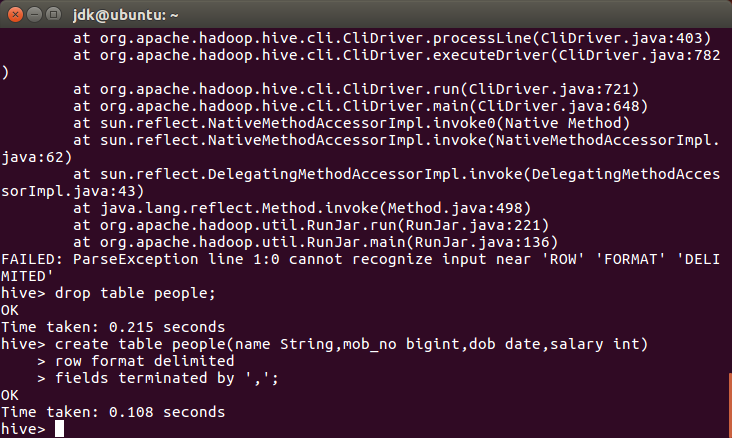 jdk@ubuntu: ~
at org.apache.hadoop.hive.cli.CliDriver.processLine(CliDriver.java:403)
at org.apache.hadoop.hive.cli.CliDriver.executeDriver(CliDriver.java:782
)
at org.apache.hadoop.hive.cli.CliDriver.run(CliDriver.java:721)
at org.apache.hadoop.hive.cli.CliDriver.main(CliDriver.java:648)
at sun.reflect.NativeMethodAccessorImpl.invoke0(Native Method)
at sun.reflect.NativeMethodAccessorImpl.invoke(NativeMethodAccessorImpl.
java:62)
at sun.reflect.DelegatingMethodAccessorImpl.invoke(DelegatingMethodAcces
sorImpl.java:43)
at java.lang.reflect.Method.invoke(Method.java:498)
at org.apache.hadoop.util.RunJar.run(RunJar.java:221)
at org.apache.hadoop.util.RunJar.main(RunJar.java:136)
FAILED: ParseException line 1:0 cannot recognize input near 'ROW' 'FORMAT' 'DELI
MITED'
hive> drop table people;
OK
Time taken: 0.215 seconds
hive> create table people(name String,mob_no bigint,dob date,salary int)
    > row format delimited
    > fields terminated by ',';
OK
Time taken: 0.108 seconds
hive>